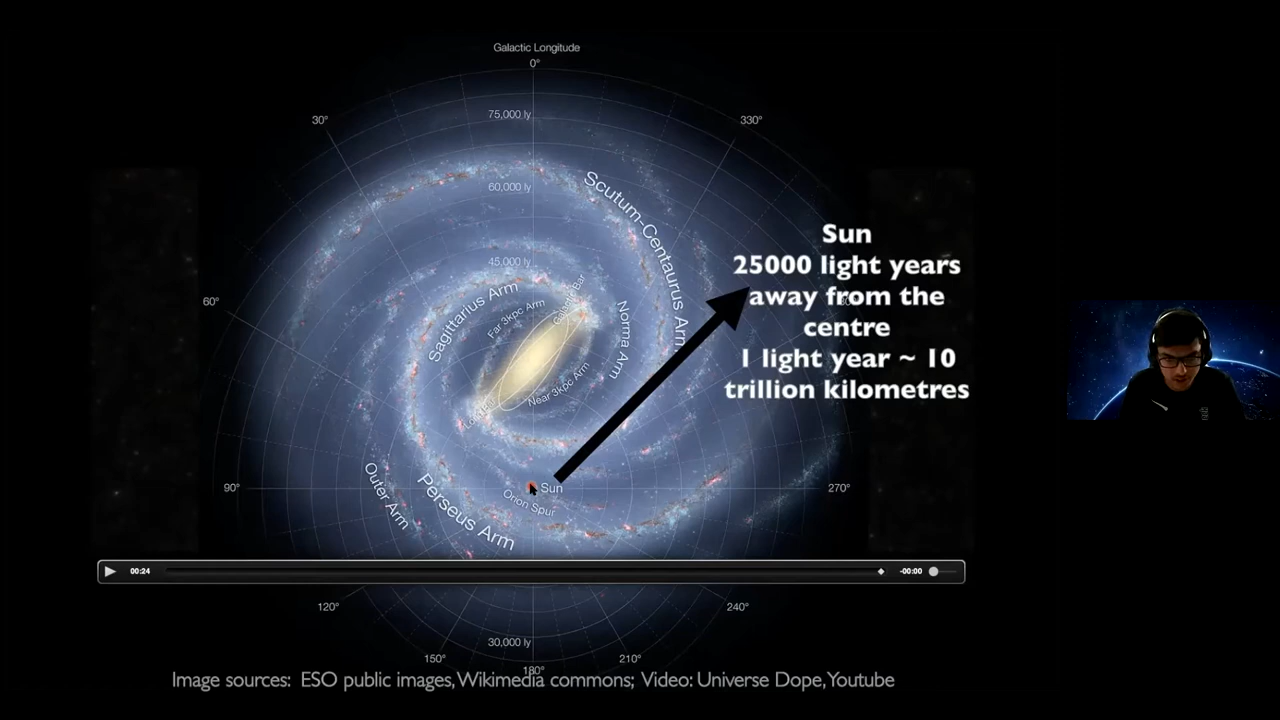 Galactic Longitude
0°
30°
330°
75,000 ly
60,000 ly
Scutum-Centaurus Arm
Sun
25000 light years
away from the
centre
1 light year ~ 10
trillion kilometres
45,000 ly
Sagittarius Arm
Far 3kpc Arm
Galactic Bar
Norma Arm
60°
Near 3kpc Arm
Long Bar
90°
Sun
270°
Orion Spur
Outer Arm
Perseus Arm
00:24
-00:00
120°
240°
30,000 ly
150°
180°
210°
Image sources: ESO public images, Wikimedia commons; Video: Universe Dope, Youtube